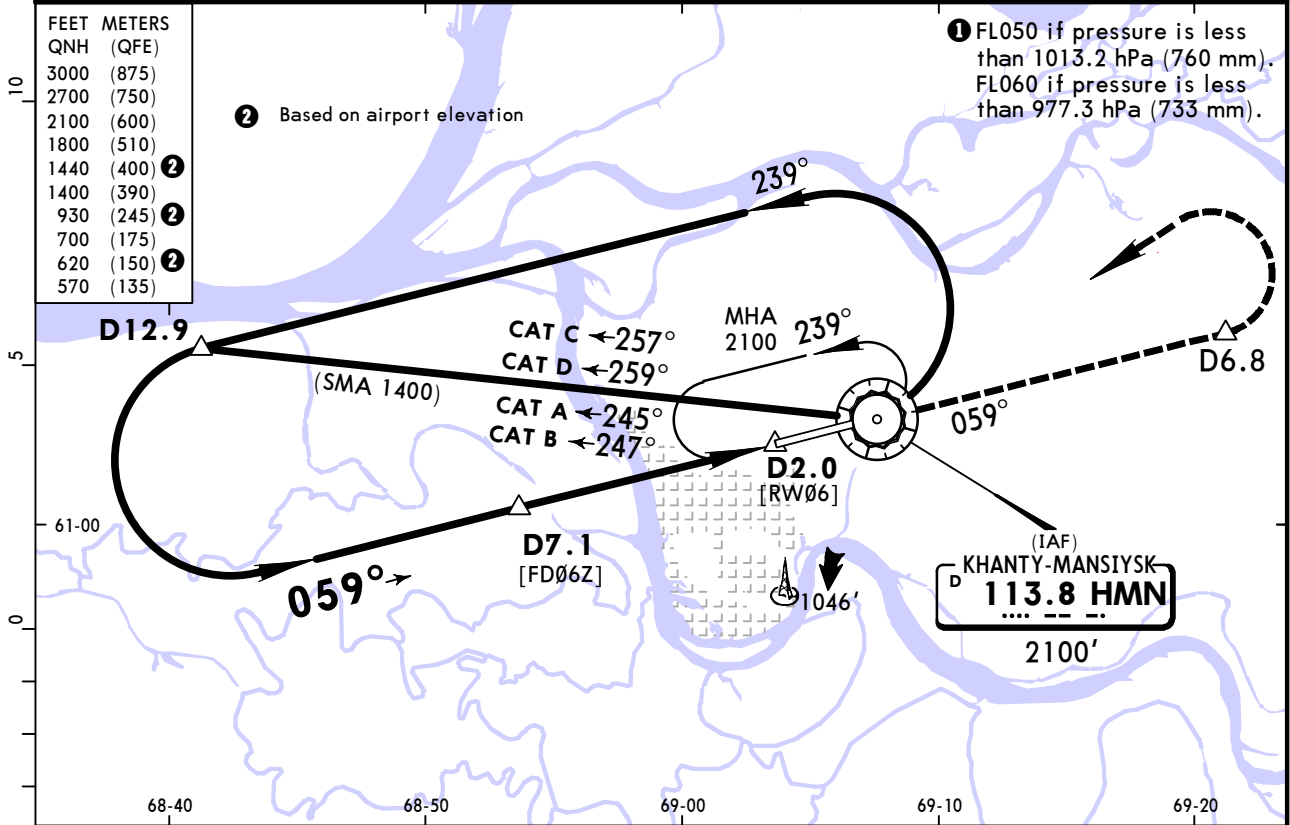 FEET METERS
QNH (QFE)
3000 (875)
2700 (750)
2100 (600)
1800 (510)
1440 (400) 2
1400 (390)
930 (245) 2
700 (175)
620 (150) 2
570 (135)
2 Based on airport elevation
1 FL050 if pressure is less
than 1013.2 hPa (760 mm).
FL060 if pressure is less
than 977.3 hPa (733 mm).
10
5
0
239°
D12.9
(SMA 1400)
CAT C 257°
CAT D 259°
CAT A 245°
CAT B 247°
MHA
2100
239°
D6.8
059°
D2.0
[RWØ6]
61-00
D7.1
[FDØ6Z]
059°
1046'
(IAF)
KHANTY-MANSIYSK
D 113.8 HMN
2100'
68-40
68-50
69-00
69-10
69-20